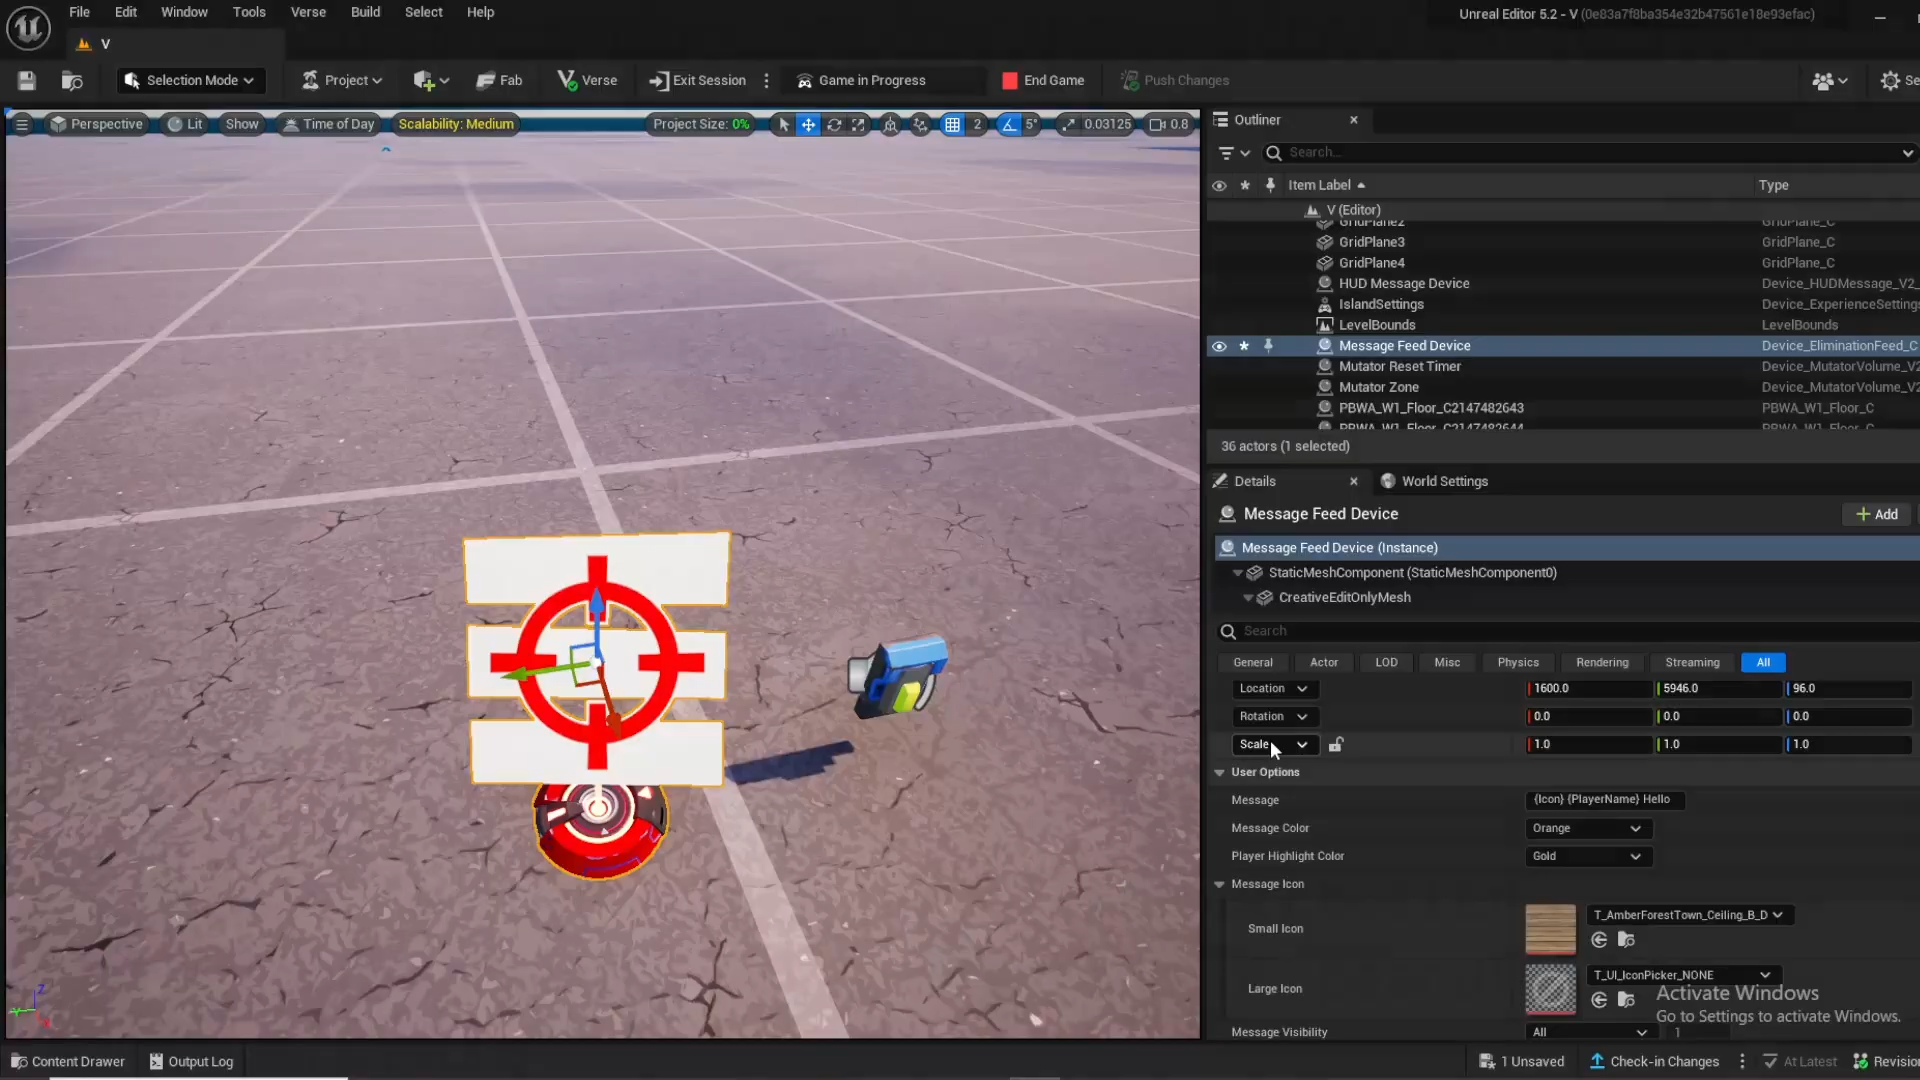 File Edit Window Tools Verse Build Select Help
Unreal Editor 5.2 - V (0e83a7f8ba354e32b47561e18e93efac)
V
Selection Mode Project Fab Verse Exit Session Game in Progress End Game Push Changes Se
Perspective Lit Show Time of Day Scalability: Medium Project Size: 0% 2 5° 0.03125 0.8
Outliner
Search...
Item Label Type
V (Editor)
GridPlane2 GridPlane_C
GridPlane3 GridPlane_C
GridPlane4 GridPlane_C
HUD Message Device Device_HUDMessage_V2_
IslandSettings Device_ExperienceSettings
LevelBounds LevelBounds
Message Feed Device Device_EliminationFeed_C
Mutator Reset Timer Device_MutatorVolume_V2
Mutator Zone Device_MutatorVolume_V2
PBWA_W1_Floor_C2147482643 PBWA_W1_Floor_C
PBWA_W1_Floor_C2147482644 PBWA_W1_Floor_C
36 actors (1 selected)
Details World Settings
Message Feed Device Add
Message Feed Device (Instance)
StaticMeshComponent (StaticMeshComponent0)
CreativeEditOnlyMesh
Search
General Actor LOD Misc Physics Rendering Streaming All
Location 1600.0 5946.0 96.0
Rotation 0.0 0.0 0.0
Scale 1.0 1.0 1.0
User Options
Message {Icon} {PlayerName} Hello
Message Color Orange
Player Highlight Color Gold
Message Icon
Small Icon T_AmberForestTown_Ceiling_B_D
Large Icon T_UI_IconPicker_NONE
Activate Windows
Go to Settings to activate Windows.
Message Visibility All 1
Z
Y
X
Content Drawer Output Log 1 Unsaved Check-in Changes At Latest Revisio